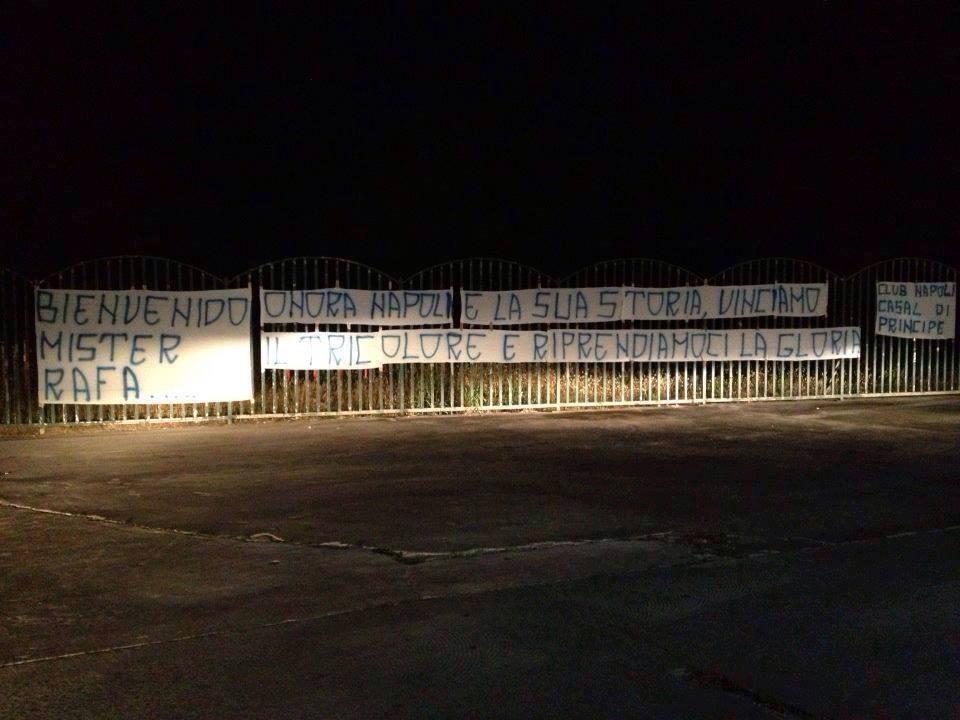 BIENVENIDO
MISTER
RAFA.....
ONORA NAPOLI E LA SUA STORIA, VINCIAMO
IL TRICOLORE E RIPRENDIAMOCI LA GLORIA
CLUB NAPOLI
CASAL DI
PRINCIPE